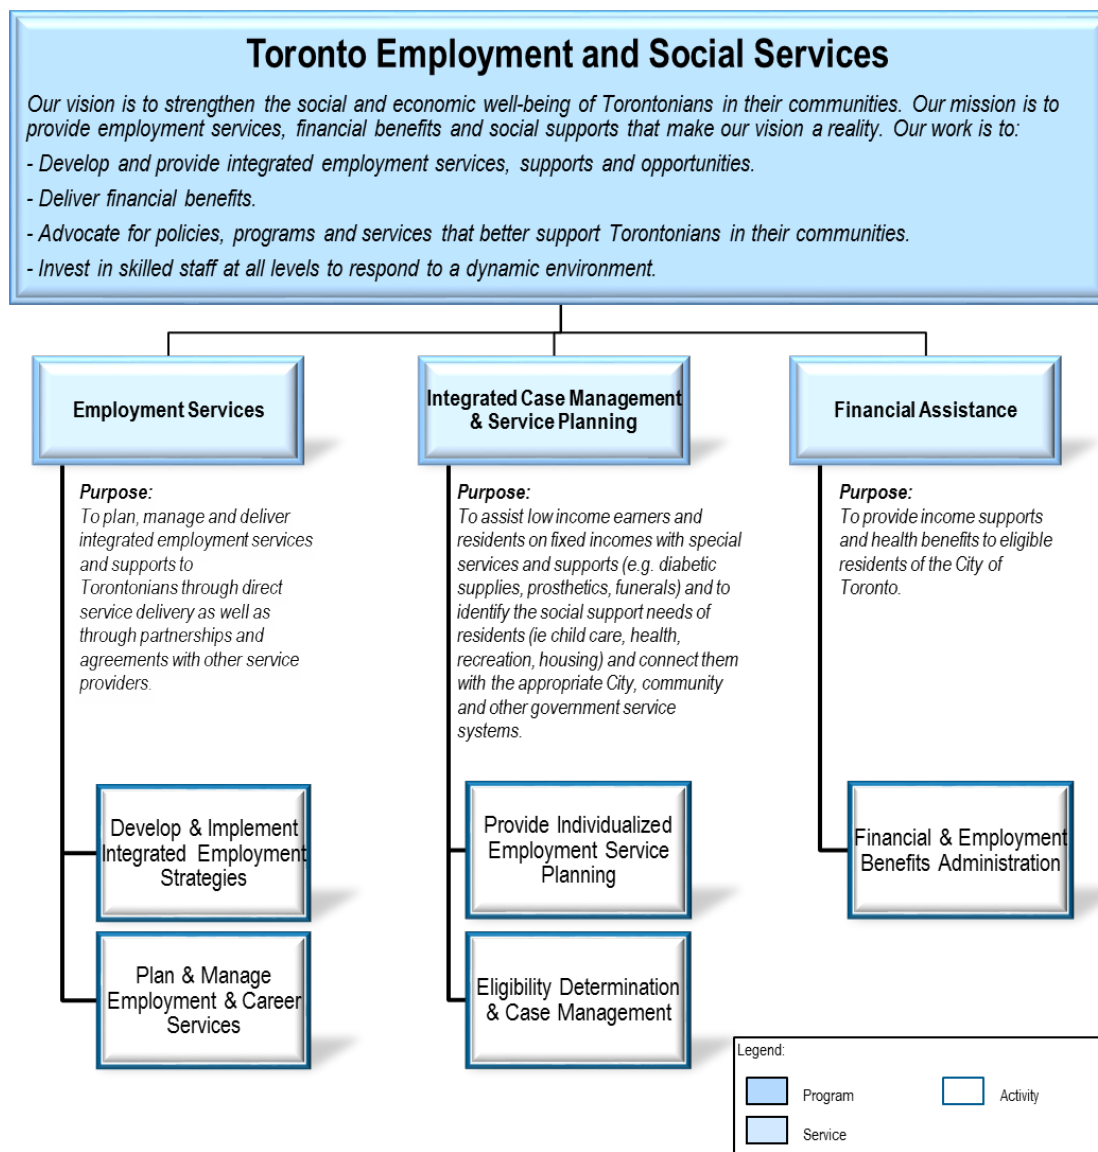 Toronto Employment and Social Services
Our vision is to strengthen the social and economic well-being of Torontonians in their communities. Our mission is to
provide employment services, financial benefits and social supports that make our vision a reality. Our work is to:
- Develop and provide integrated employment services, supports and opportunities.
- Deliver financial benefits.
- Advocate for policies, programs and services that better support Torontonians in their communities.
- Invest in skilled staff at all levels to respond to a dynamic environment.
Employment Services
Purpose:
To plan, manage and deliver
integrated employment services
and supports to
Torontonians through direct
service delivery as well as
through partnerships and
agreements with other service
providers.
Develop & Implement
Integrated Employment
Strategies
Plan & Manage
Employment & Career
Services
Integrated Case Management
& Service Planning
Purpose:
To assist low income earners and
residents on fixed incomes with special
services and supports (e.g. diabetic
supplies, prosthetics, funerals) and to
identify the social support needs of
residents (ie child care, health,
recreation, housing) and connect them
with the appropriate City, community
and other government service
systems.
Provide Individualized
Employment Service
Planning
Eligibility Determination
& Case Management
Financial Assistance
Purpose:
To provide income supports
and health benefits to eligible
residents of the City of
Toronto.
Financial & Employment
Benefits Administration
Legend:
Program
Activity
Service